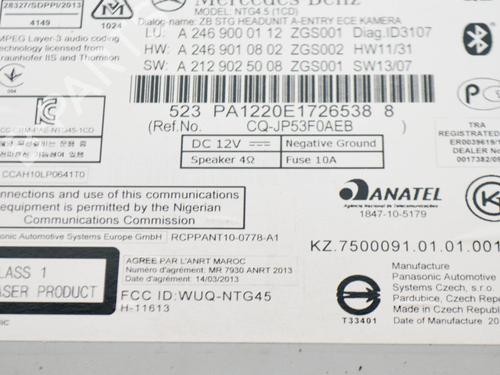 28327/SDPPI/2013
4149
1024
Mercedes-Benz
MODEL: NTG4.5 (1CD)
Dialog name: ZB STG HEADUNIT A-ENTRY ECE KAMERA
MPEG Layer-3 audio coding
technology licensed from
Fraunhofer IIS and Thomson
LU: A 246 900 01 12 ZGS001 Diag.ID3107
HW: A 246 901 08 02 ZGS002 HW11/31
SW: A 212 902 50 08 ZGS001 SW13/07
523 PA1220E1726538 8
(Ref.No. CQ-JP53F0AEB )
DC 12V Negative Ground
Speaker 4Ω Fuse 10A
CCAH10LP0641T0
TRA
REGISTERED
ER0039619/
DEALER No
0017382/0
connections and use of this communications
equipment is permitted by the Nigerian
Communications Commission
ANATEL
1847-10-5179
Automotive Systems Europe GmbH
RCPPANT10-0778-A1
KZ.7500091.01.01.001
CLASS 1
LASER PRODUCT
AGREE PAR L'ANRT MAROC
Numéro d'agrément: MR 7930 ANRT 2013
Date d'agrément: 14/03/2013
FCC ID:WUQ-NTG45
H-11613
T33401
Manufacturer
Panasonic Automotive
Systems Czech, s.r.o.
Pardubice, Czech Republic
Made in Czech Republic
Date of